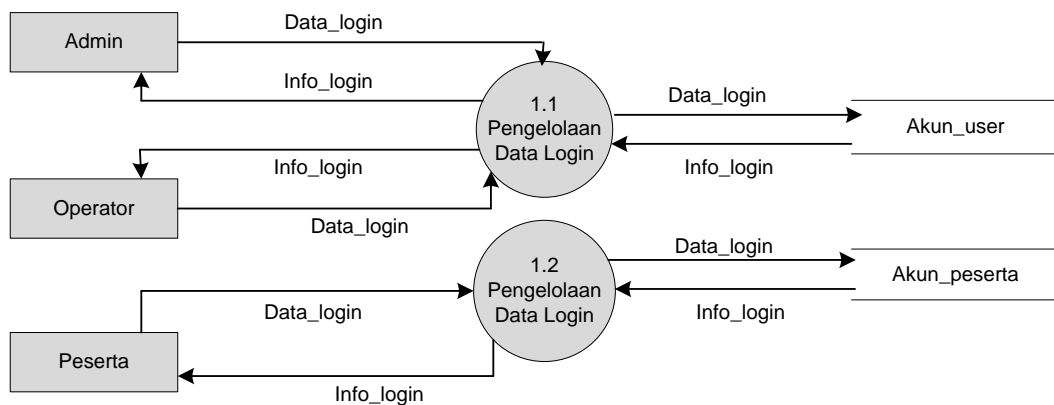 Data_login
Admin
Info_login
1.1
Pengelolaan
Data Login
Data_login
Akun_user
Info_login
Info_login
Operator
Data_login
1.2
Pengelolaan
Data Login
Data_login
Akun_peserta
Info_login
Data_login
Peserta
Info_login